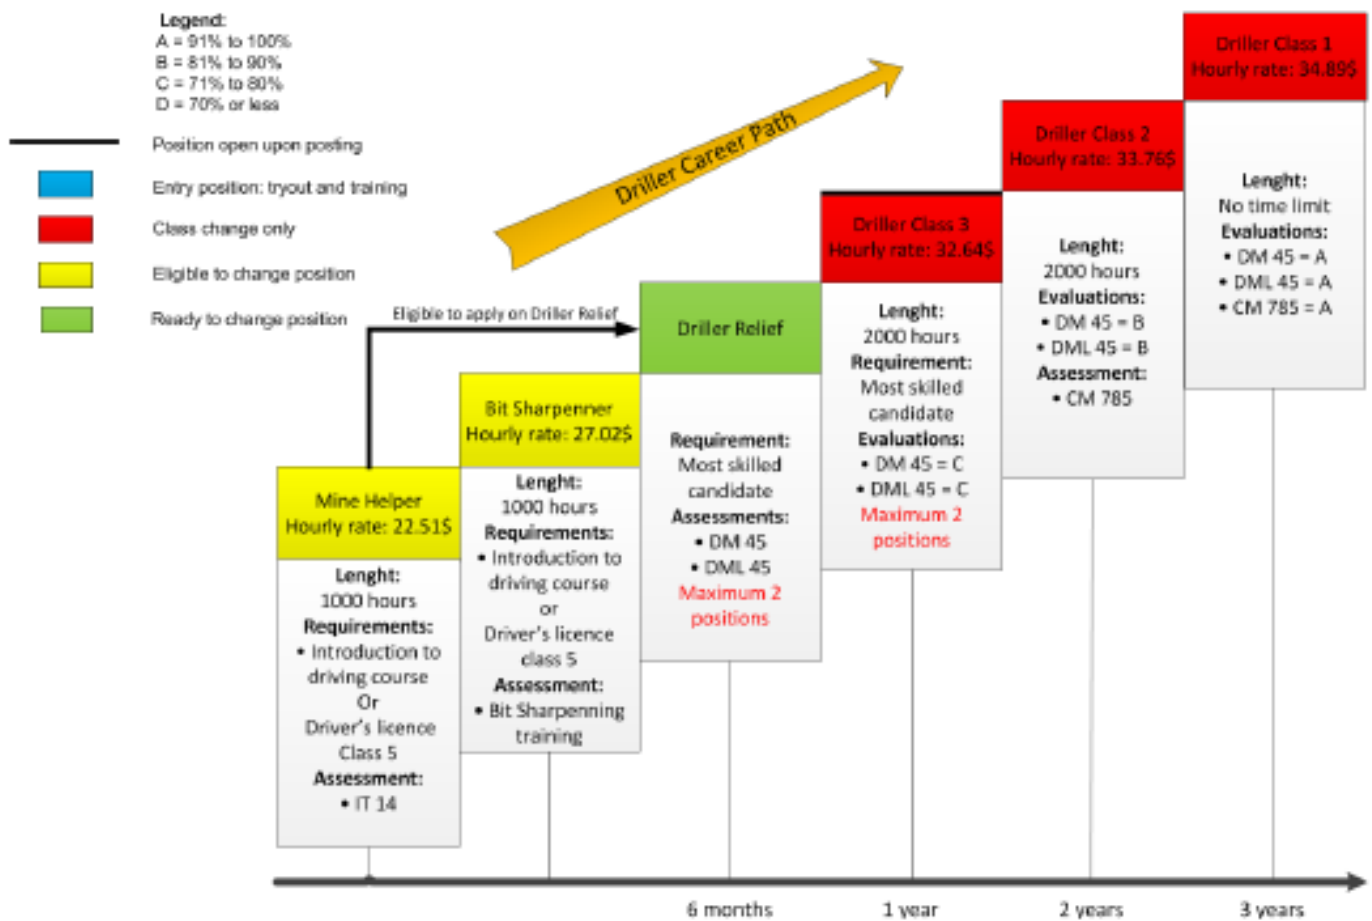 Legend:
A = 91% to 100%
B = 81% to 90%
C = 71% to 80%
D = 70% or less
Position open upon posting
Entry position: tryout and training
Class change only
Eligible to change position
Ready to change position
Driller Career Path
Eligible to apply on Driller Relief
Mine Helper
Hourly rate: 22.51$
Lenght:
1000 hours
Requirements:
• Introduction to
driving course
Or
Driver's licence
Class 5
Assessment:
• IT 14
Bit Sharpenner
Hourly rate: 27.02$
Lenght:
1000 hours
Requirements:
• Introduction to
driving course
or
Driver's licence
class 5
Assessment:
• Bit Sharpenning
training
Driller Relief
Requirement:
Most skilled
candidate
Assessments:
• DM 45
• DML 45
Maximum 2
positions
Driller Class 3
Hourly rate: 32.64$
Lenght:
2000 hours
Requirement:
Most skilled
candidate
Evaluations:
• DM 45 = C
• DML 45 = C
Maximum 2
positions
Driller Class 2
Hourly rate: 33.76$
Lenght:
2000 hours
Evaluations:
• DM 45 = B
• DML 45 = B
Assessment:
• CM 785
Driller Class 1
Hourly rate: 34.89$
Lenght:
No time limit
Evaluations:
• DM 45 = A
• DML 45 = A
• CM 785 = A
6 months
1 year
2 years
3 years